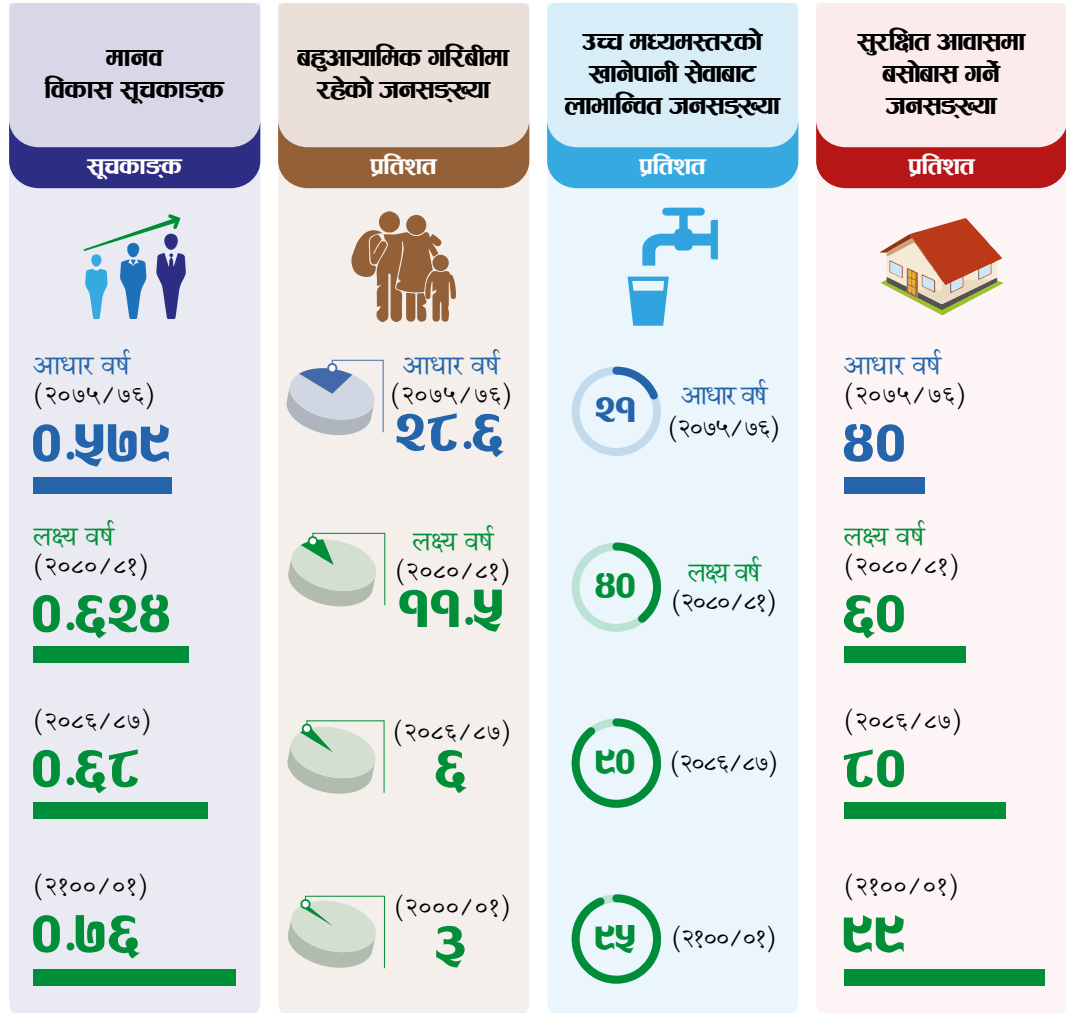 मानव
विकास सूचकाङ्क
सूचकाङ्क
आधार वर्ष
(२०७५/७६)
०.५७९
लक्ष्य वर्ष
(२०८०/८१)
०.६२४
(२०८६/८७)
०.६८
(२१००/०१)
०.७६
बहुआयामिक गरिबीमा
रहेको जनसङ्ख्या
प्रतिशत
आधार वर्ष
(२०७५/७६)
२८.६
लक्ष्य वर्ष
(२०८०/८१)
११.५
(२०८६/८७)
६
(२०००/०१)
३
उच्च मध्यमस्तरको
खानेपानी सेवाबाट
लाभान्वित जनसङ्ख्या
प्रतिशत
२१
आधार वर्ष
(२०७५/७६)
४०
लक्ष्य वर्ष
(२०८०/८१)
९०
(२०८६/८७)
९५
(२१००/०१)
सुरक्षित आवासमा
बसोबास गर्ने
जनसङ्ख्या
प्रतिशत
आधार वर्ष
(२०७५/७६)
४०
लक्ष्य वर्ष
(२०८०/८१)
६०
(२०८६/८७)
८०
(२१००/०१)
९९